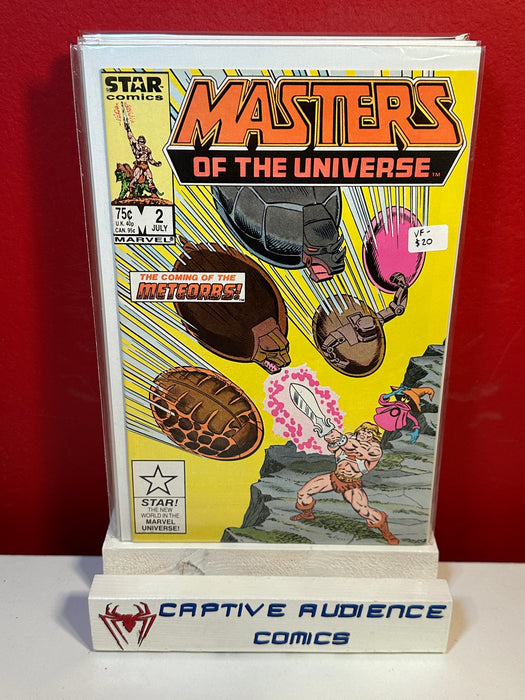 STAR
comics
MASTERS
OF THE UNIVERSE™
75¢
U.K. 40p
CAN. 95¢
M
2
JULY
MARVEL®
VF-
$20
THE COMING OF THE
METEORBS!
STAR!
THE NEW
WORLD IN THE
MARVEL
UNIVERSE!
CAPTIVE AUDIENCE
COMICS